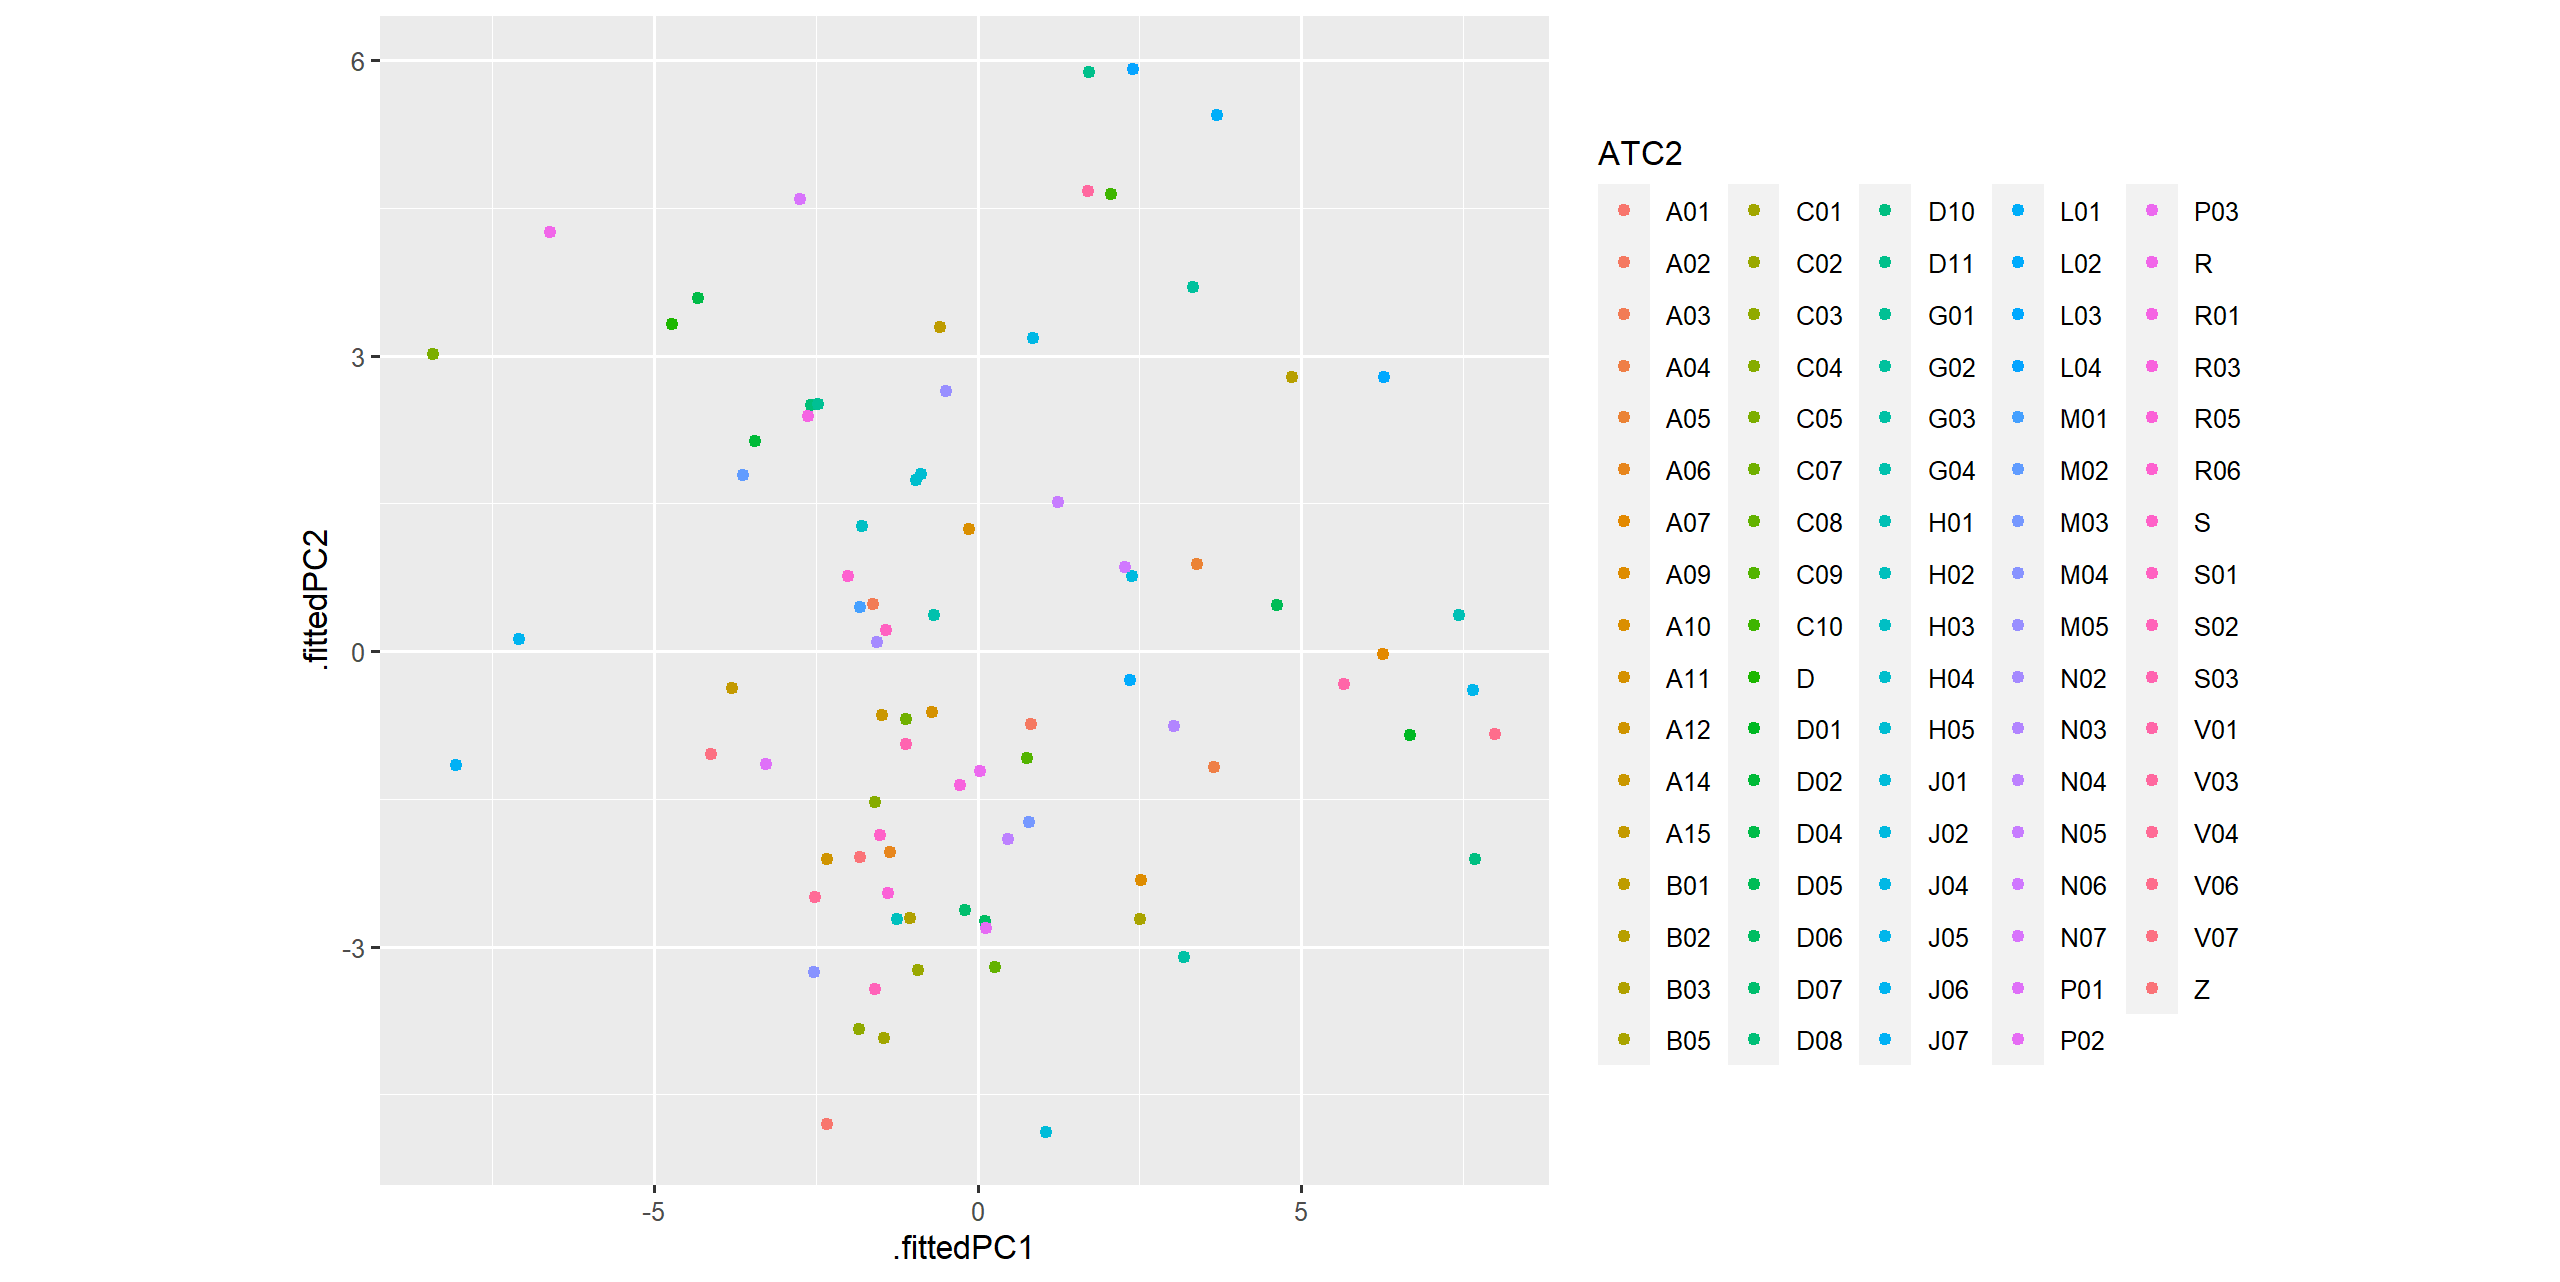 6
3
0
-3
.fittedPC2
-5 0 5
.fittedPC1
ATC2
A01
A02
A03
A04
A05
A06
A07
A09
A10
A11
A12
A14
A15
B01
B02
B03
B05
C01
C02
C03
C04
C05
C07
C08
C09
C10
D
D01
D02
D04
D05
D06
D07
D08
D10
D11
G01
G02
G03
G04
H01
H02
H03
H04
H05
J01
J02
J04
J05
J06
J07
L01
L02
L03
L04
M01
M02
M03
M04
M05
N02
N03
N04
N05
N06
N07
P01
P02
P03
R
R01
R03
R05
R06
S
S01
S02
S03
V01
V03
V04
V06
V07
Z